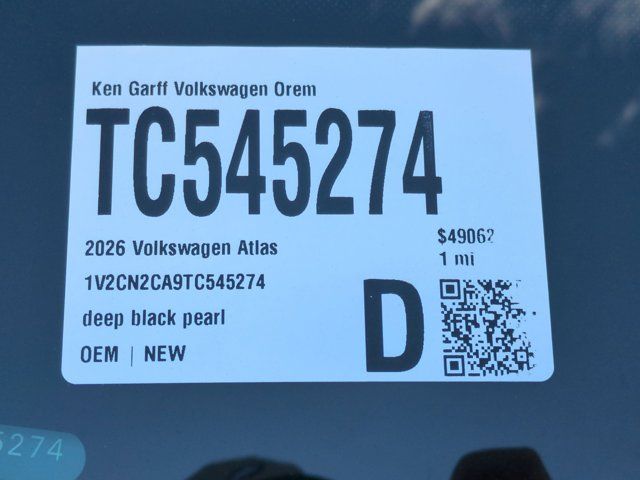 Ken Garff Volkswagen Orem
TC545274
2026 Volkswagen Atlas
$49062
1V2CN2CA9TC545274
1 mi
deep black pearl
D
OEM | NEW
5274